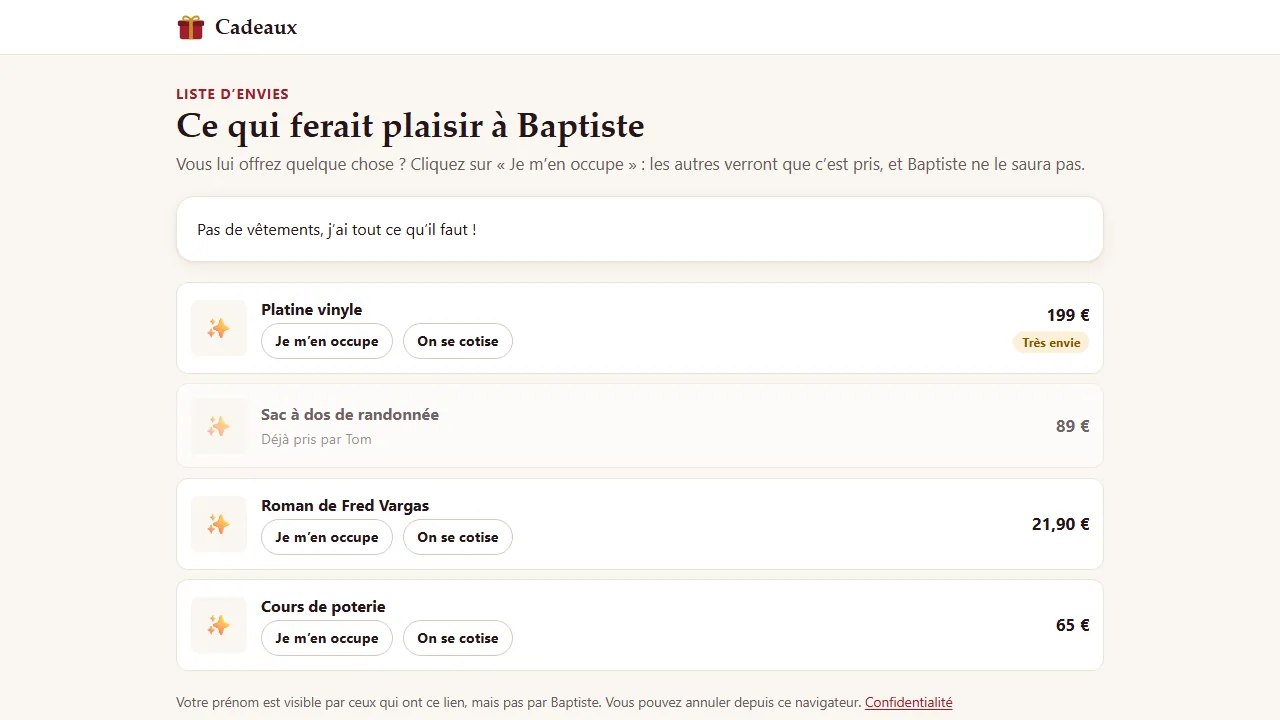 Cadeaux
LISTE D’ENVIES
Ce qui ferait plaisir à Baptiste
Vous lui offrez quelque chose ? Cliquez sur « Je m’en occupe » : les autres verront que c’est pris, et Baptiste ne le saura pas.
Pas de vêtements, j’ai tout ce qu’il faut !
Platine vinyle
Je m’en occupe On se cotise
199 €
Très envie
Sac à dos de randonnée
Déjà pris par Tom
89 €
Roman de Fred Vargas
Je m’en occupe On se cotise
21,90 €
Cours de poterie
Je m’en occupe On se cotise
65 €
Votre prénom est visible par ceux qui ont ce lien, mais pas par Baptiste. Vous pouvez annuler depuis ce navigateur. Confidentialité